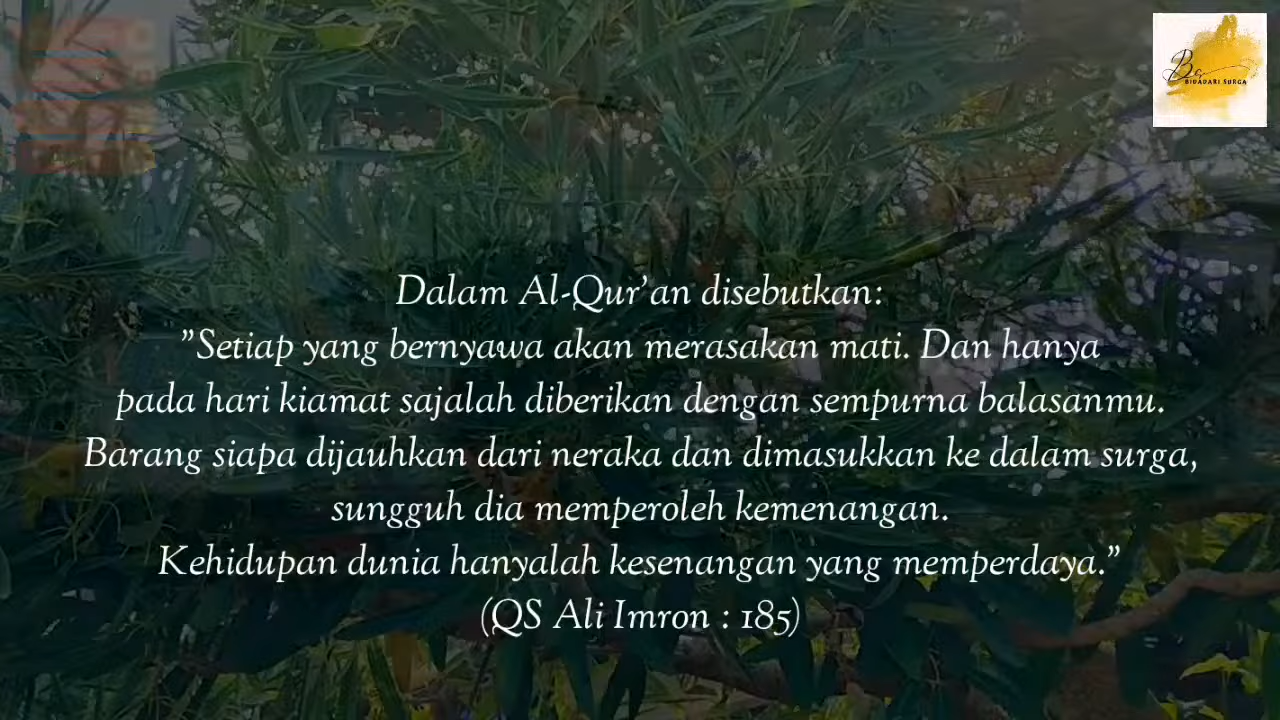 Bs
BIDADARI SURGA
Dalam Al-Qur'an disebutkan:
"Setiap yang bernyawa akan merasakan mati. Dan hanya
pada hari kiamat sajalah diberikan dengan sempurna balasanmu.
Barang siapa dijauhkan dari neraka dan dimasukkan ke dalam surga,
sungguh dia memperoleh kemenangan.
Kehidupan dunia hanyalah kesenangan yang memperdaya."
(QS Ali Imron : 185)